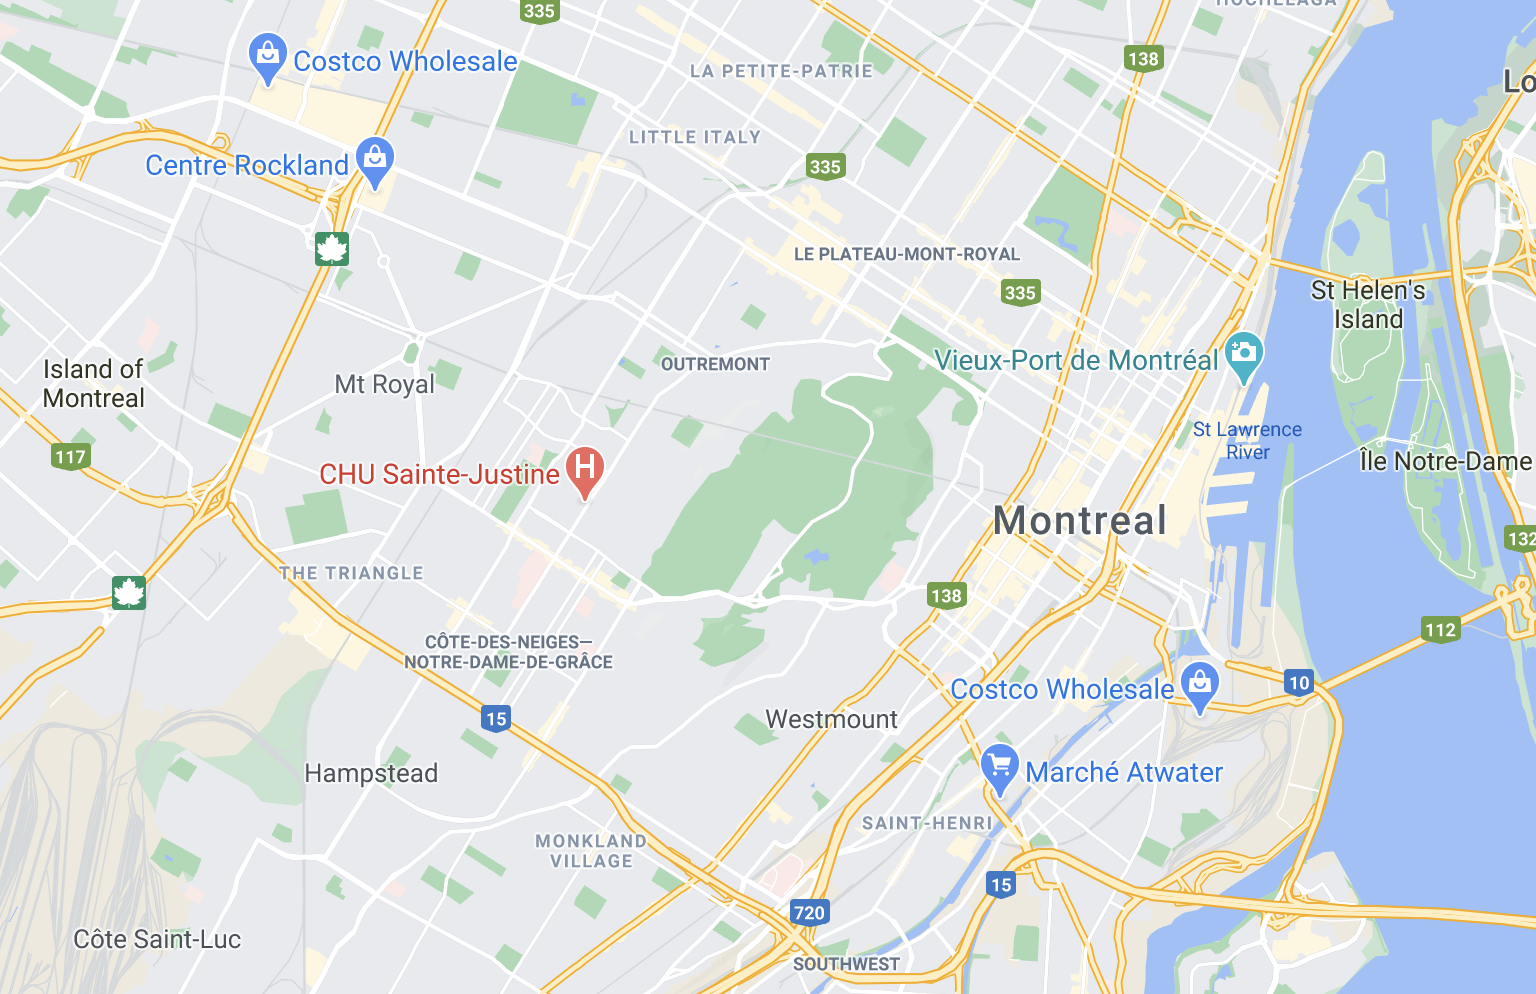 HOCHELAGA
335
Costco Wholesale
138
LA PETITE-PATRIE
Lo
LITTLE ITALY
Centre Rockland
335
LE PLATEAU-MONT-ROYAL
335
St Helen's
Island
Vieux-Port de Montréal
OUTREMONT
Island of
Montreal
Mt Royal
St Lawrence
River
117
Île Notre-Dame
CHU Sainte-Justine
Montreal
132
THE TRIANGLE
138
112
CÔTE-DES-NEIGES—
NOTRE-DAME-DE-GRÂCE
Costco Wholesale
10
15
Westmount
Hampstead
Marché Atwater
SAINT-HENRI
MONKLAND
VILLAGE
15
720
Côte Saint-Luc
SOUTHWEST